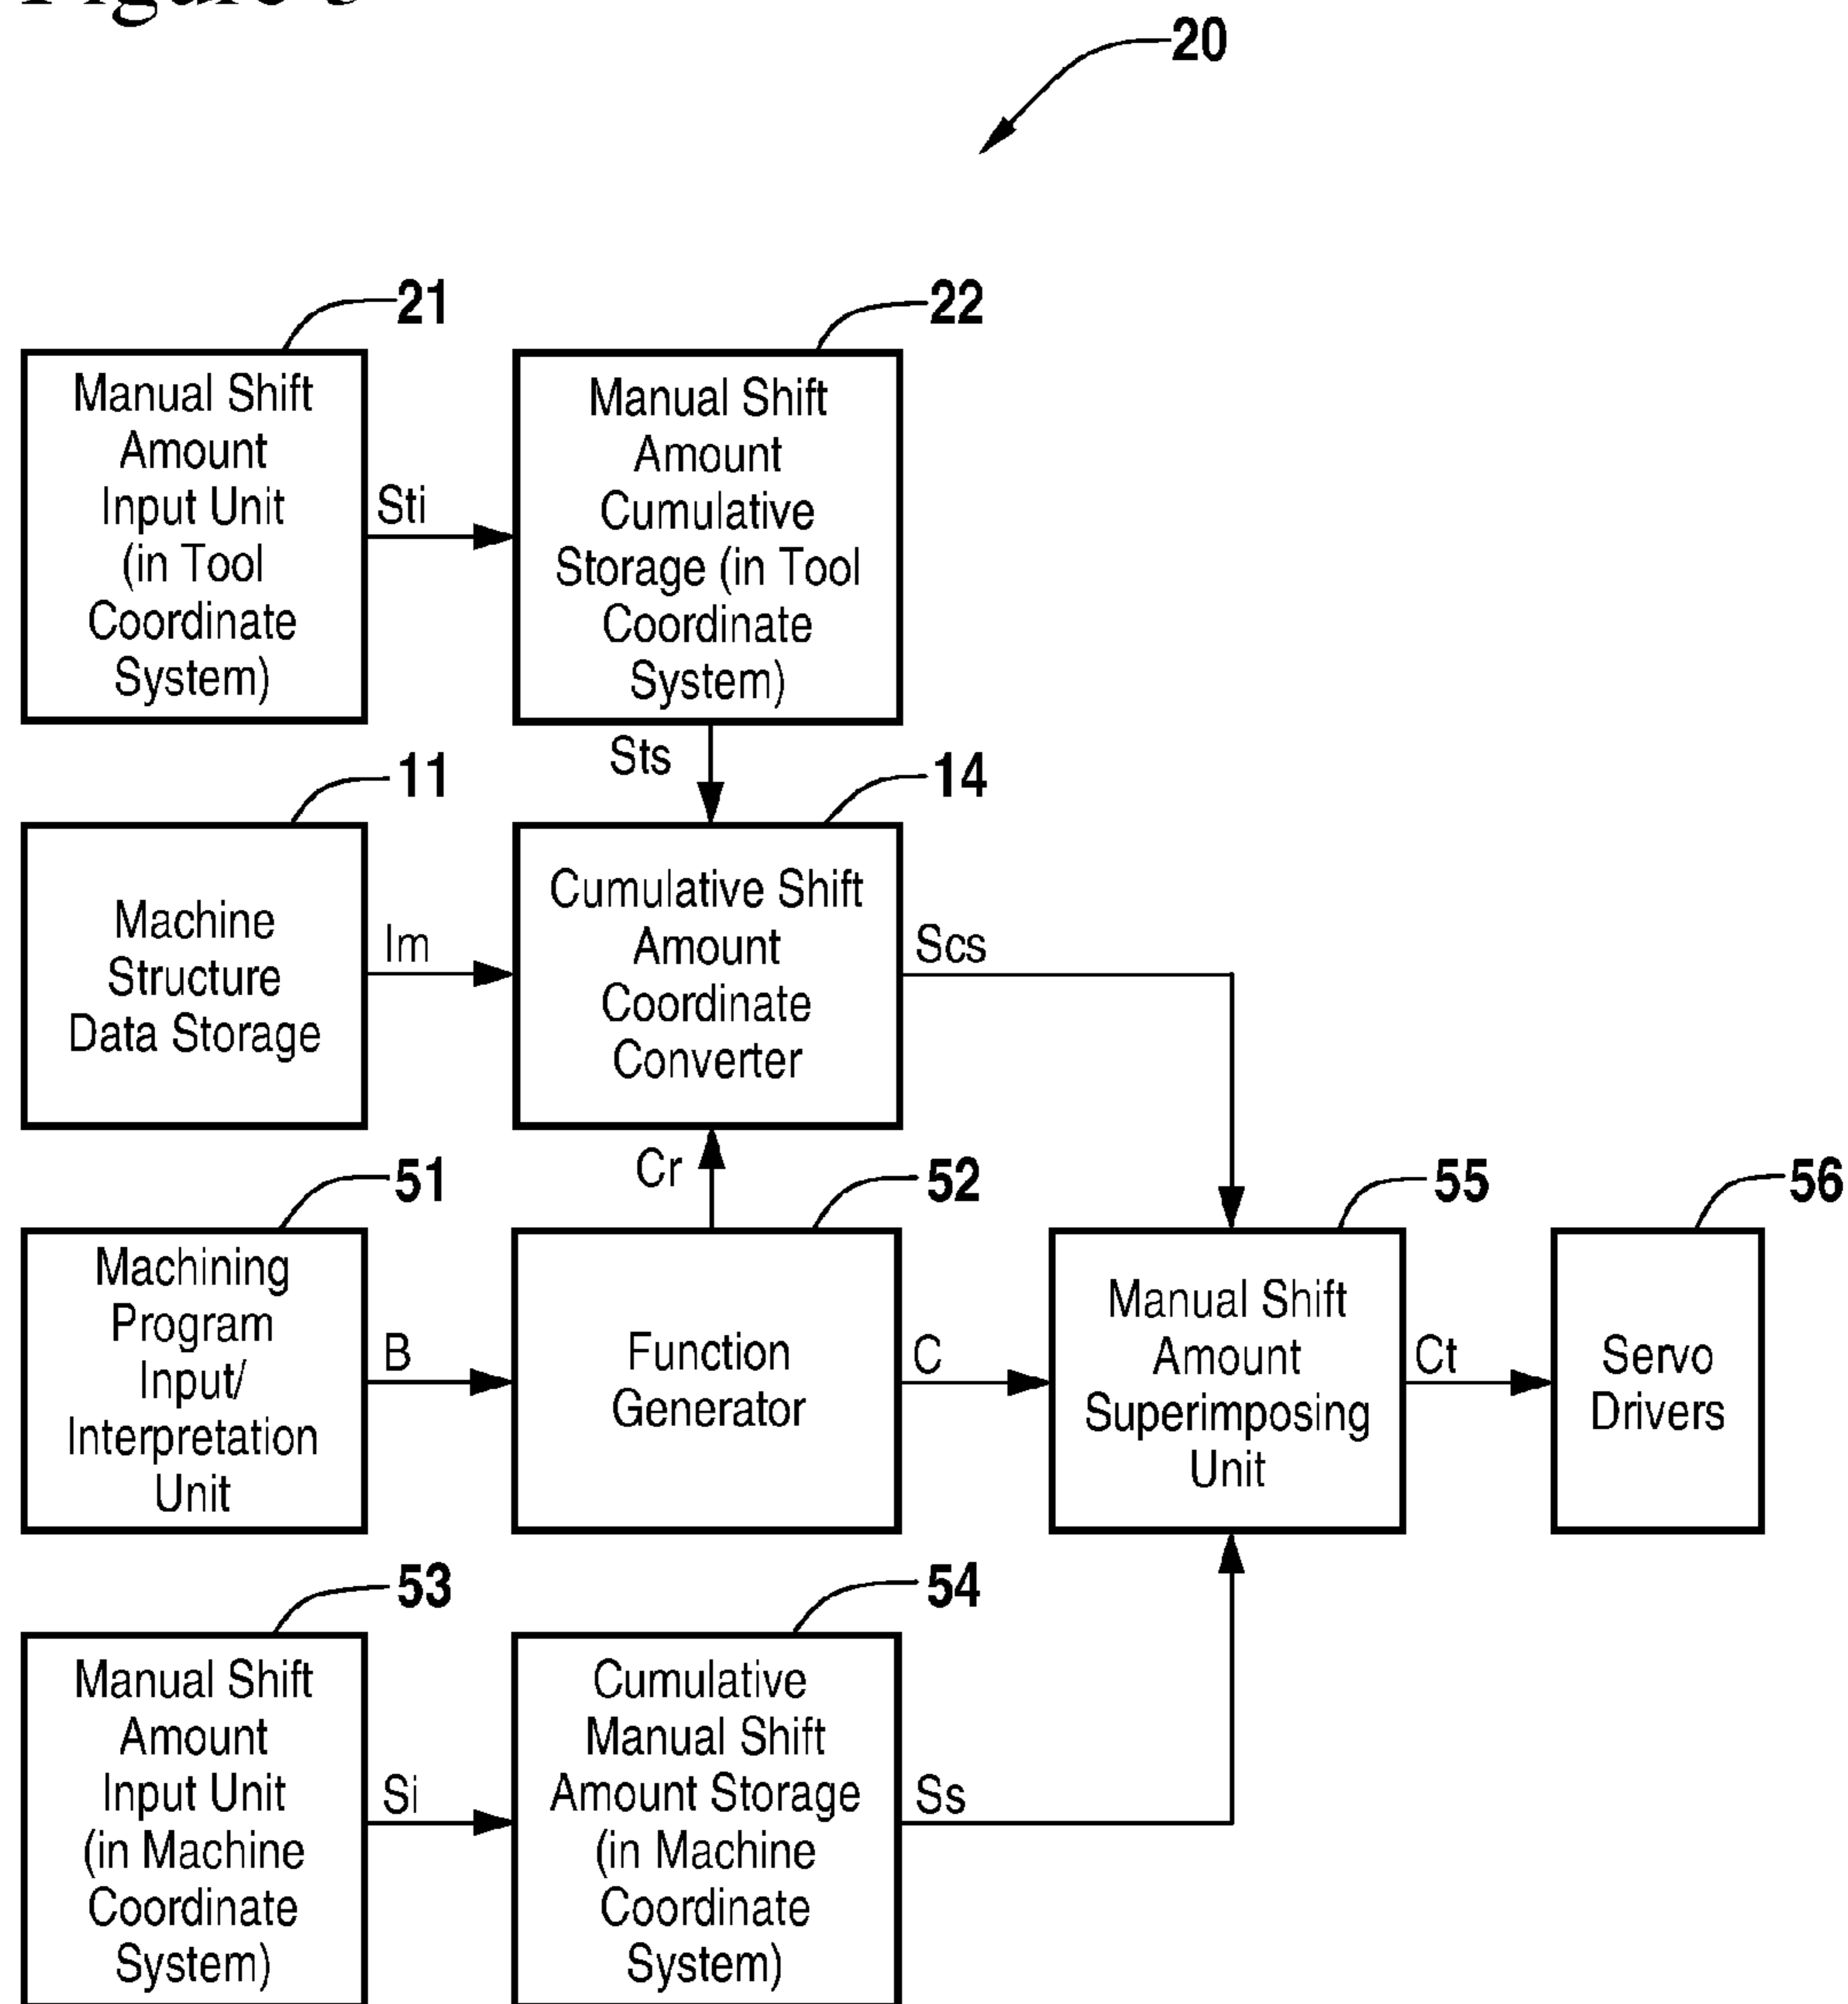 20
21
Manual Shift
Amount
Input Unit
(in Tool
Coordinate
System)
Sti
22
Manual Shift
Amount
Cumulative
Storage (in Tool
Coordinate
System)
Sts
11
Machine
Structure
Data Storage
Im
14
Cumulative Shift
Amount
Coordinate
Converter
Scs
Cr
51
Machining
Program
Input/
Interpretation
Unit
B
52
Function
Generator
C
55
Manual Shift
Amount
Superimposing
Unit
Ct
56
Servo
Drivers
53
Manual Shift
Amount
Input Unit
(in Machine
Coordinate
System)
Si
54
Cumulative
Manual Shift
Amount Storage
(in Machine
Coordinate
System)
Ss